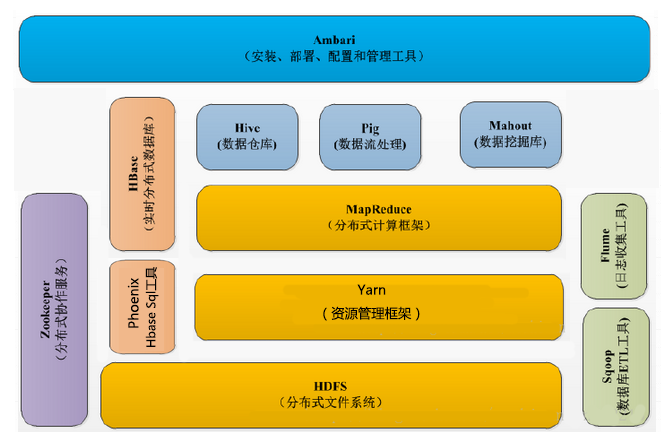 Ambari
（安装、部署、配置和管理工具）
HBase
（实时分布式数据库）
Hive
(数据仓库)
Pig
(数据流处理)
Mahout
(数据挖掘库)
MapReduce
（分布式计算框架）
Zookeeper
（分布式协作服务）
Phoenix
Hbase Sql工具
Yarn
（资源管理框架）
Flume
（日志收集工具）
Sqoop
（数据库ETL工具）
HDFS
（分布式文件系统）